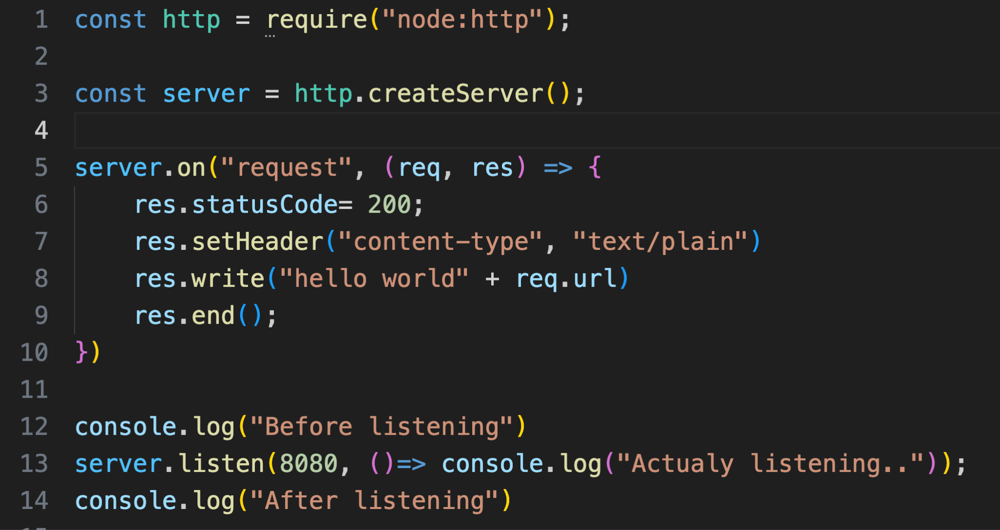 1 const http = require("node:http");
2
3 const server = http.createServer();
4
5 server.on("request", (req, res) => {
6 res.statusCode= 200;
7 res.setHeader("content-type", "text/plain")
8 res.write("hello world" + req.url)
9 res.end();
10 })
11
12 console.log("Before listening")
13 server.listen(8080, ()=> console.log("Actualy listening.."));
14 console.log("After listening")